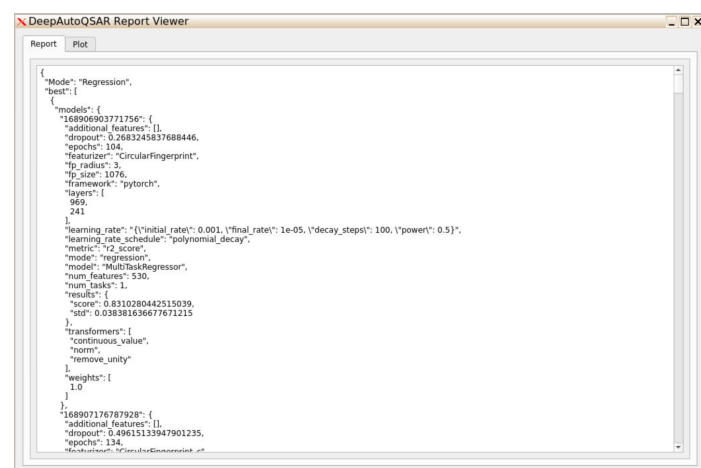 DeepAutoQSAR Report Viewer
Report Plot
{
"Mode": "Regression",
"best": [
{
"models": {
"168906903771756": {
"additional_features": [],
"dropout": 0.2683245837688446,
"epochs": 104,
"featurizer": "CircularFingerprint",
"fp_radius": 3,
"fp_size": 1076,
"framework": "pytorch",
"layers": [
969,
241
],
"learning_rate": "{\"initial_rate\": 0.001, \"final_rate\": 1e-05, \"decay_steps\": 100, \"power\": 0.5}",
"learning_rate_schedule": "polynomial_decay",
"metric": "r2_score",
"mode": "regression",
"model": "MultiTaskRegressor",
"num_features": 530,
"num_tasks": 1,
"results": {
"score": 0.8310280442515039,
"std": 0.038381636677671215
},
"transformers": [
"continuous_value",
"norm",
"remove_unity"
],
"weights": [
1.0
]
},
"168907176787928": {
"additional_features": [],
"dropout": 0.49615133947901235,
"epochs": 134,
"featurizer": "CircularFingerprint_c"